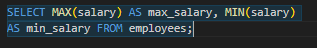 SELECT MAX(salary) AS max_salary, MIN(salary)
AS min_salary FROM employees;